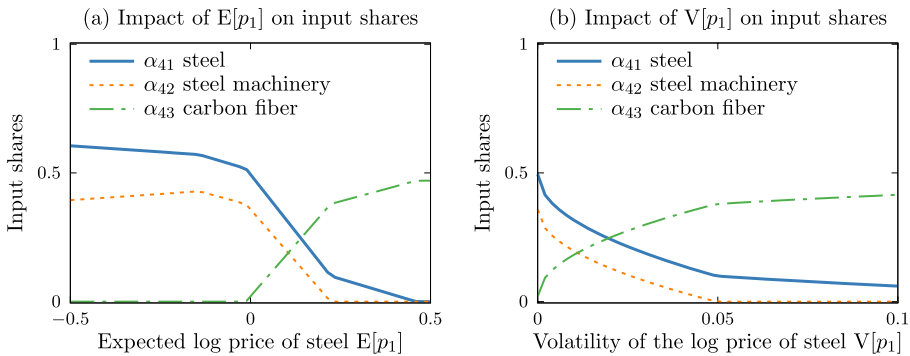 (a) Impact of E[p₁] on input shares
1
α₄₁ steel
α₄₂ steel machinery
α₄₃ carbon fiber
0.5
0
Input shares
−0.5
0
0.5
Expected log price of steel E[p₁]
(b) Impact of V[p₁] on input shares
1
α₄₁ steel
α₄₂ steel machinery
α₄₃ carbon fiber
0.5
0
Input shares
0
0.05
0.1
Volatility of the log price of steel V[p₁]